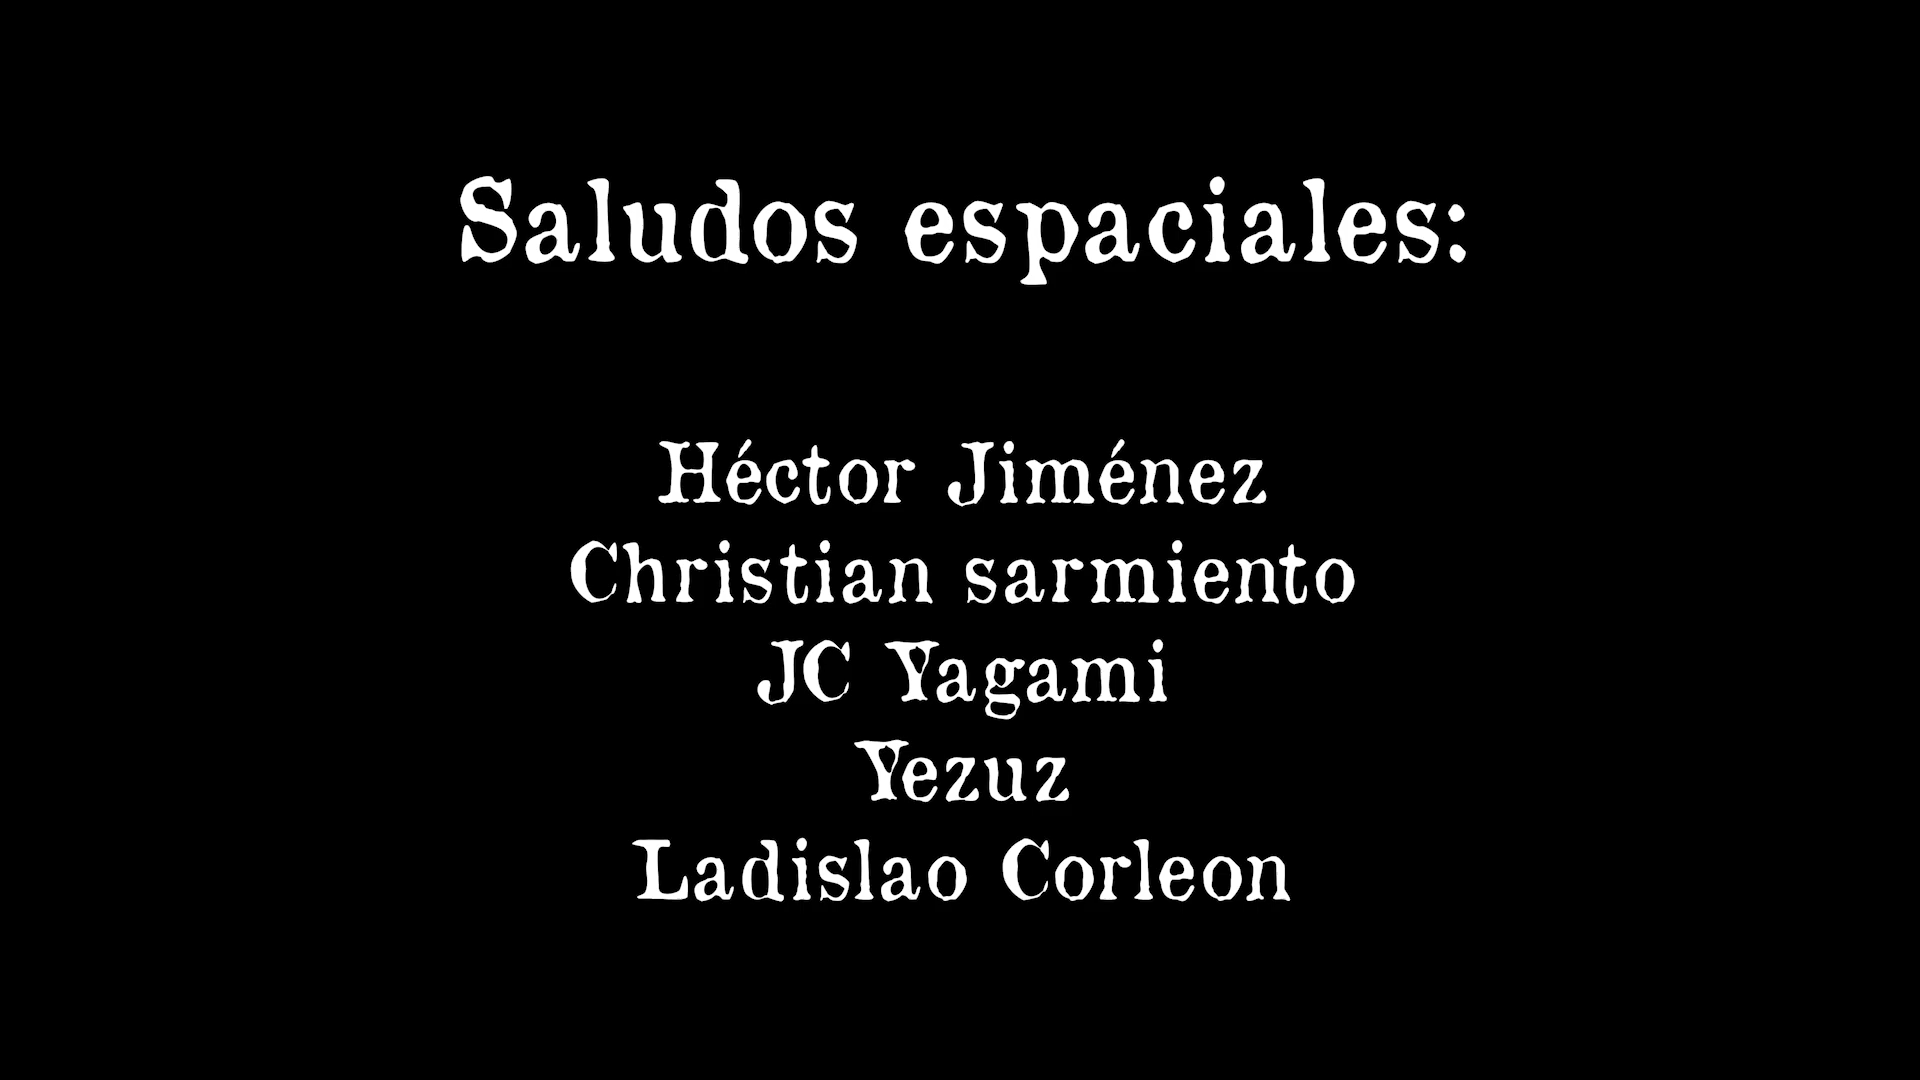 Saludos espaciales:
Héctor Jiménez
Christian sarmiento
JC Yagami
Yezuz
Ladislao Corleon